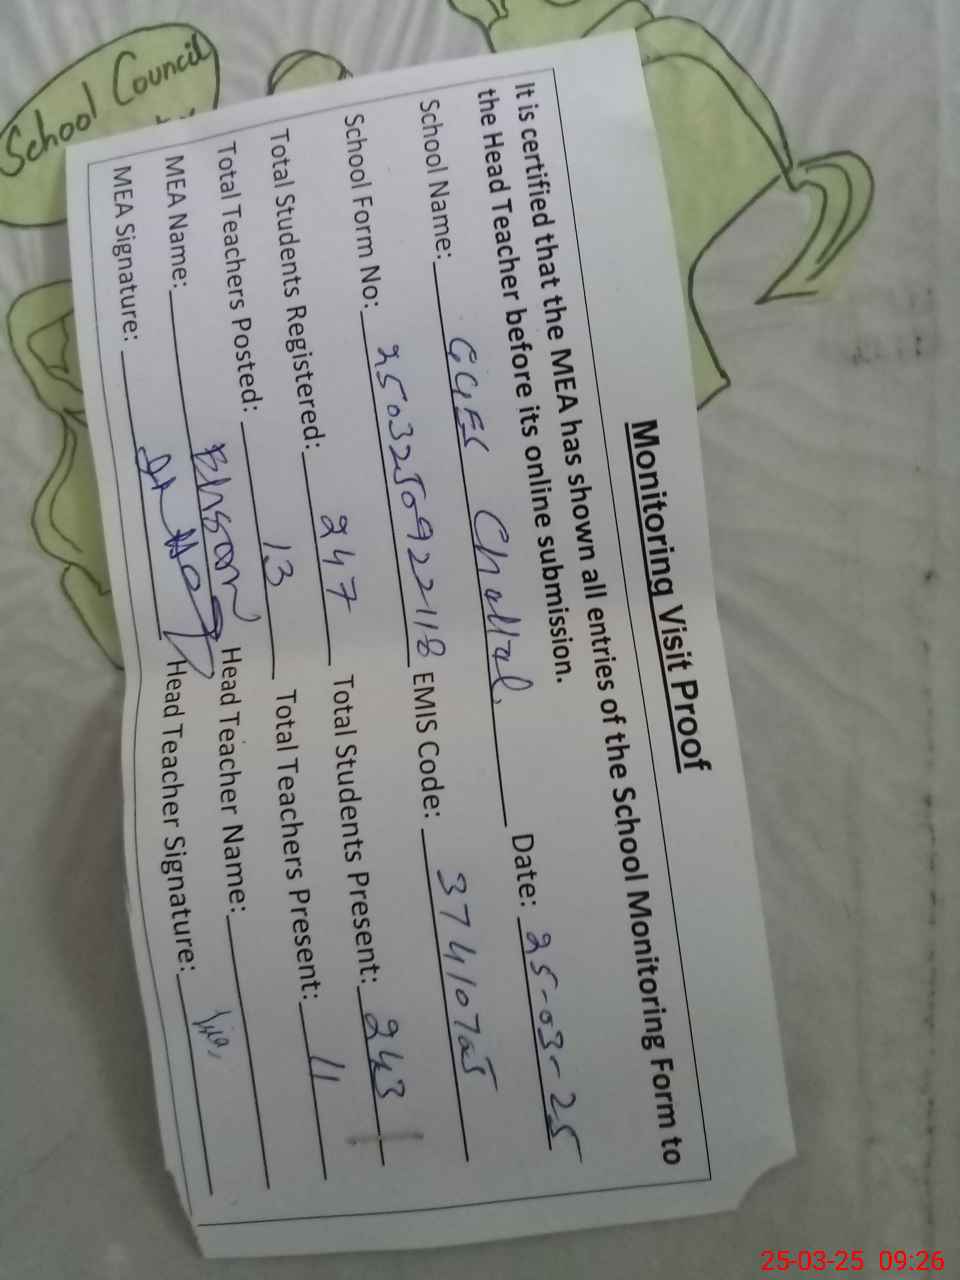 School Council
Monitoring Visit Proof
It is certified that the MEA has shown all entries of the School Monitoring Form to
the Head Teacher before its online submission.
School Name: GGES Date: 25-03-25
School Form No: 2503250922118 EMIS Code: 37410725
Total Students Registered: 247 Total Students Present: 243
Total Teachers Posted: 13 Total Teachers Present: 11
MEA Name: Head Teacher Name:
MEA Signature: Head Teacher Signature:
25-03-25 09:26